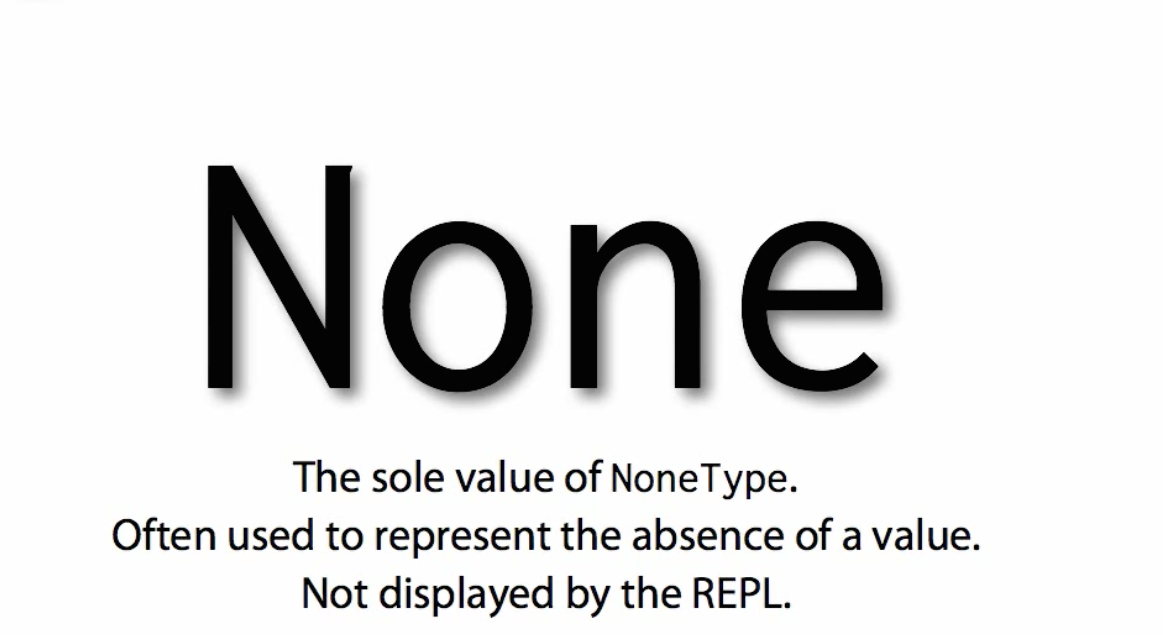 None
The sole value of NoneType.
Often used to represent the absence of a value.
Not displayed by the REPL.